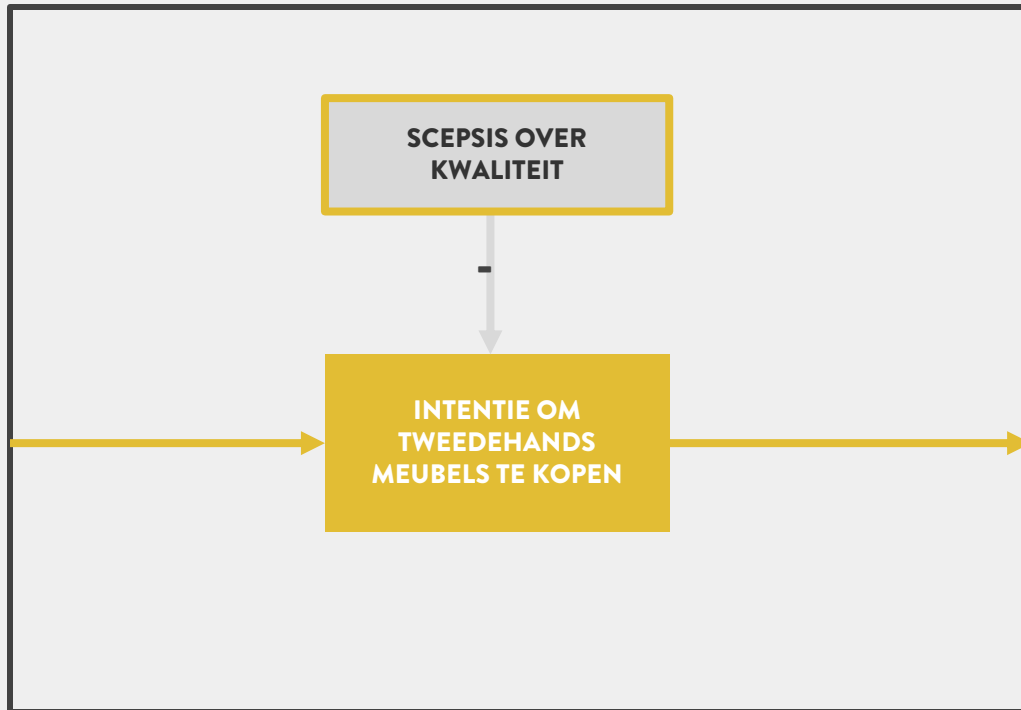 SCEPSIS OVER
KWALITEIT
-
INTENTIE OM
TWEEDEHANDS
MEUBELS TE KOPEN